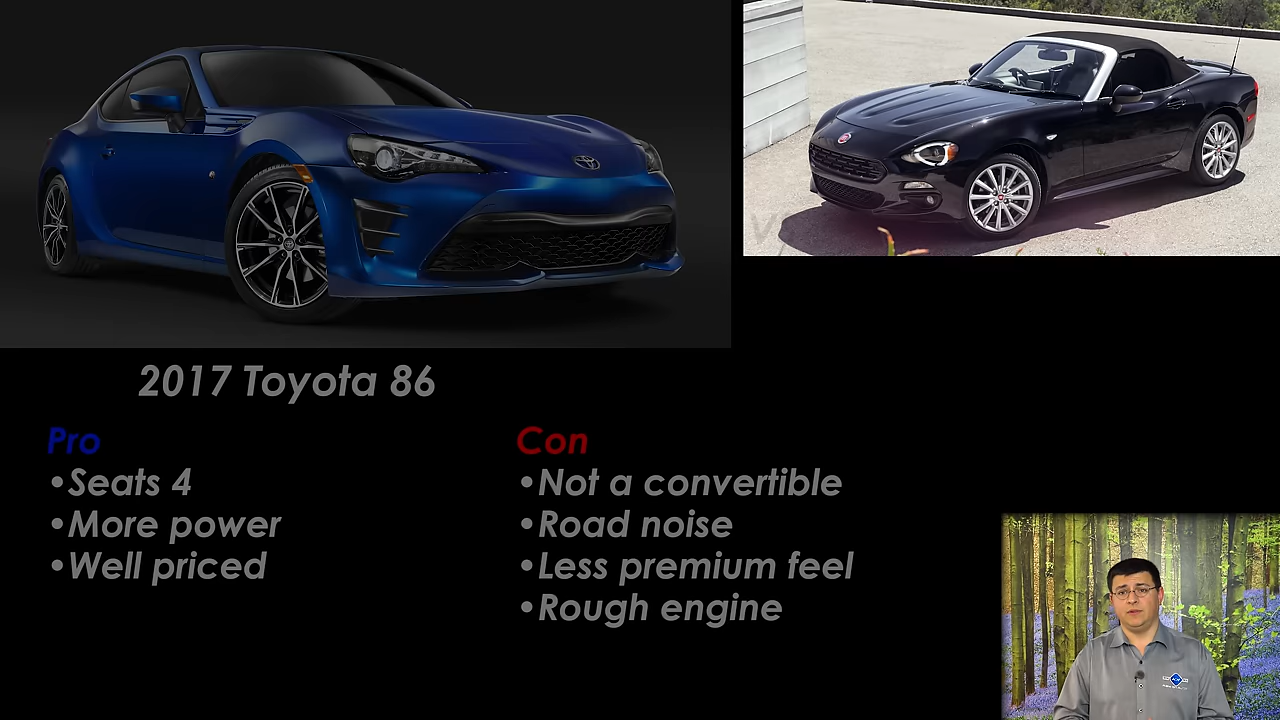 2017 Toyota 86
Pro
•Seats 4
•More power
•Well priced
Con
•Not a convertible
•Road noise
•Less premium feel
•Rough engine